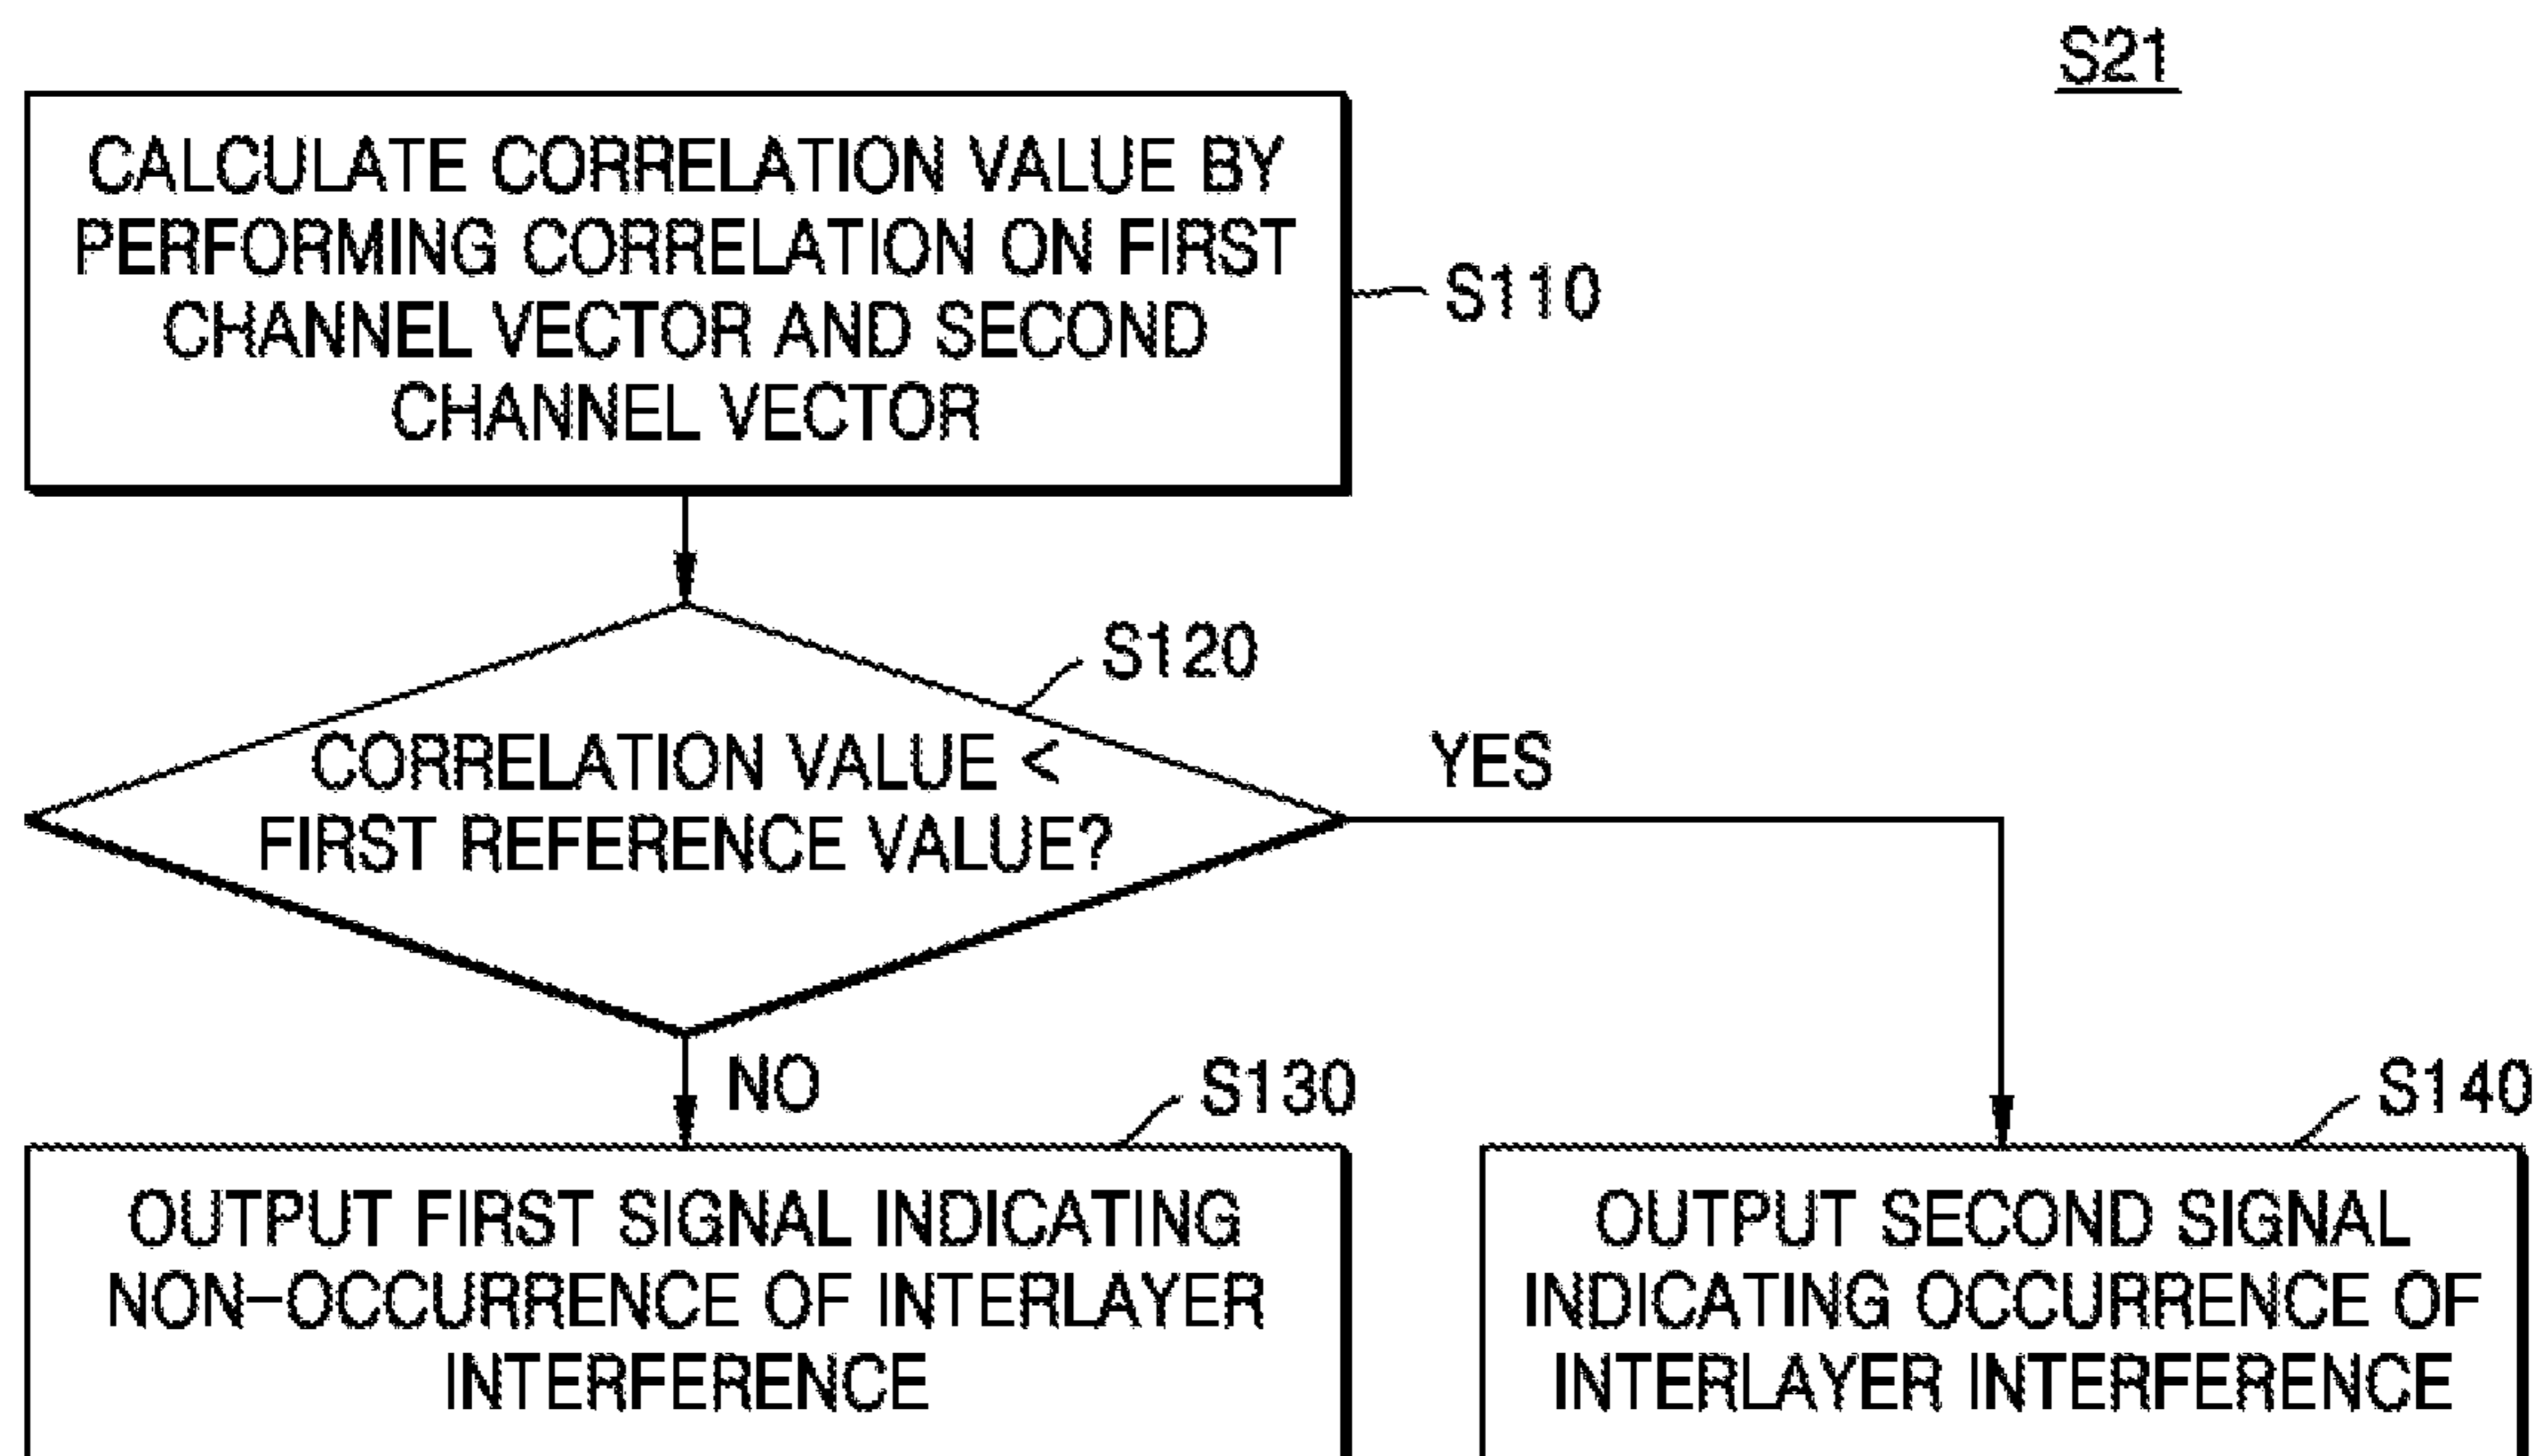 S21
CALCULATE CORRELATION VALUE BY
PERFORMING CORRELATION ON FIRST
CHANNEL VECTOR AND SECOND
CHANNEL VECTOR
S110
S120
CORRELATION VALUE <
FIRST REFERENCE VALUE?
YES
NO
S130
OUTPUT FIRST SIGNAL INDICATING
NON-OCCURRENCE OF INTERLAYER
INTERFERENCE
S140
OUTPUT SECOND SIGNAL
INDICATING OCCURRENCE OF
INTERLAYER INTERFERENCE